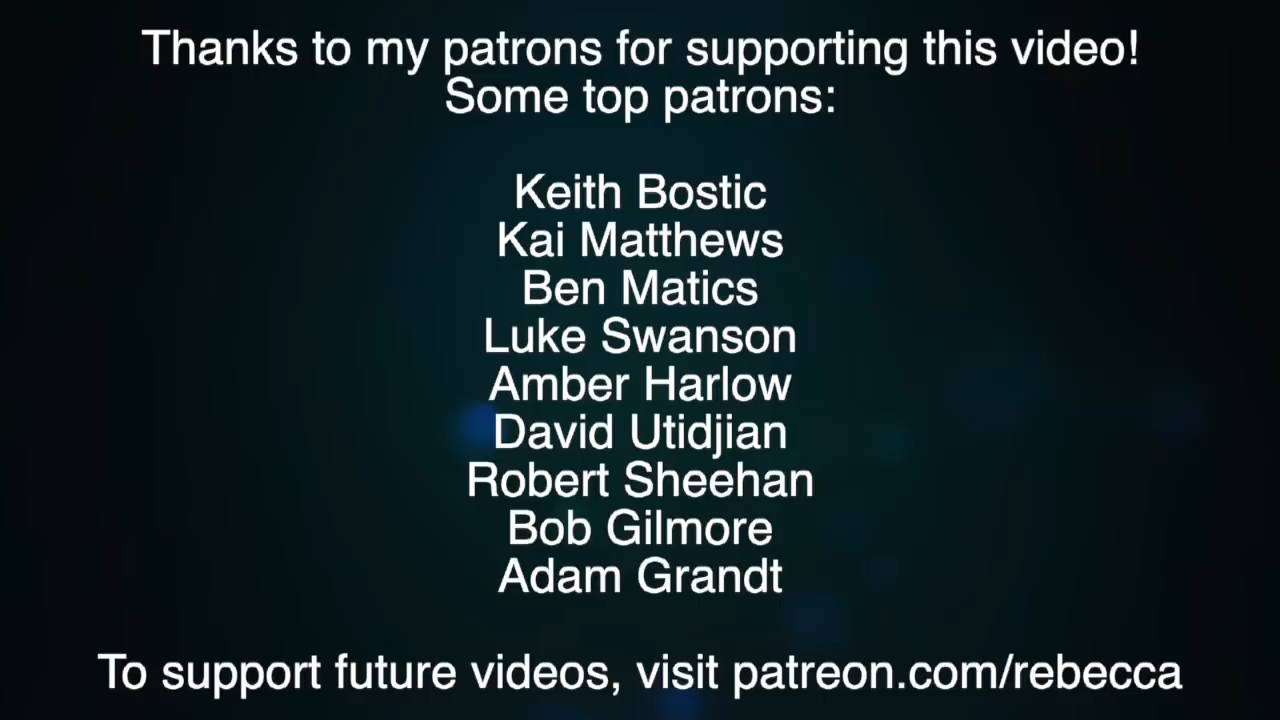 Thanks to my patrons for supporting this video!
Some top patrons:
Keith Bostic
Kai Matthews
Ben Matics
Luke Swanson
Amber Harlow
David Utidjian
Robert Sheehan
Bob Gilmore
Adam Grandt
To support future videos, visit patreon.com/rebecca